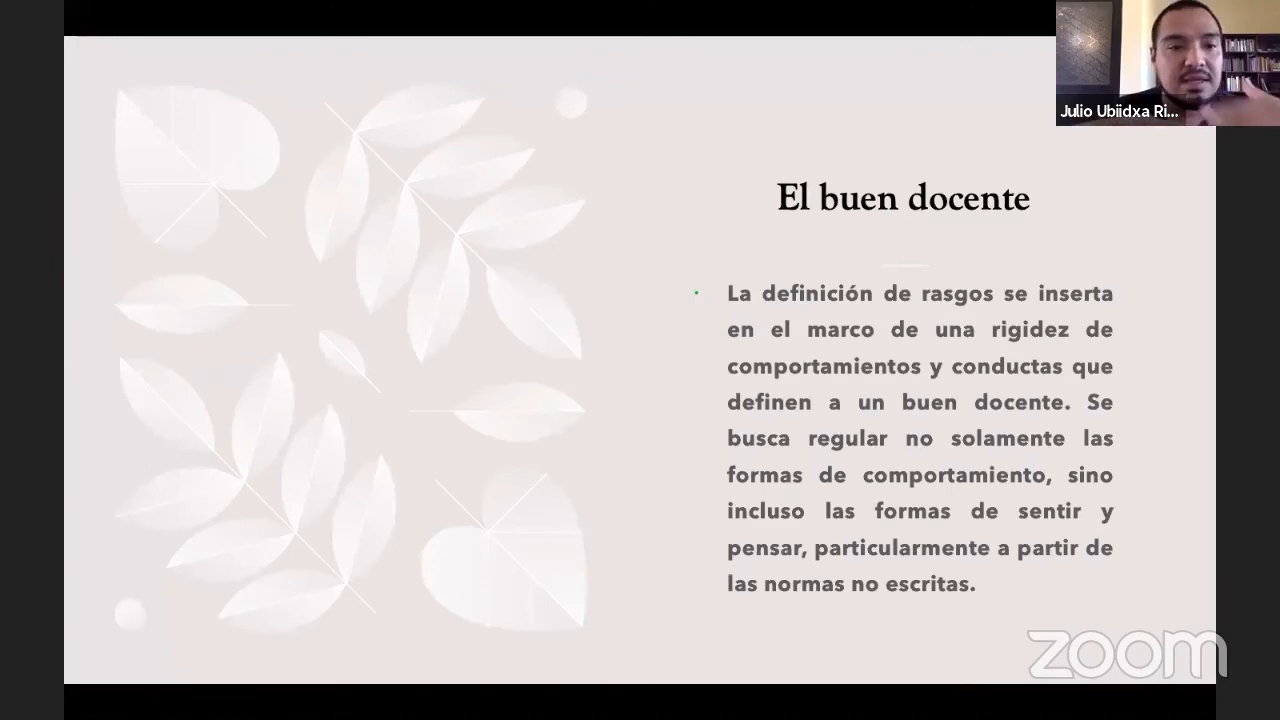 Julio Ubiidxa Ri...
El buen docente
La definición de rasgos se inserta
en el marco de una rigidez de
comportamientos y conductas que
definen a un buen docente. Se
busca regular no solamente las
formas de comportamiento, sino
incluso las formas de sentir y
pensar, particularmente a partir de
las normas no escritas.
zoom